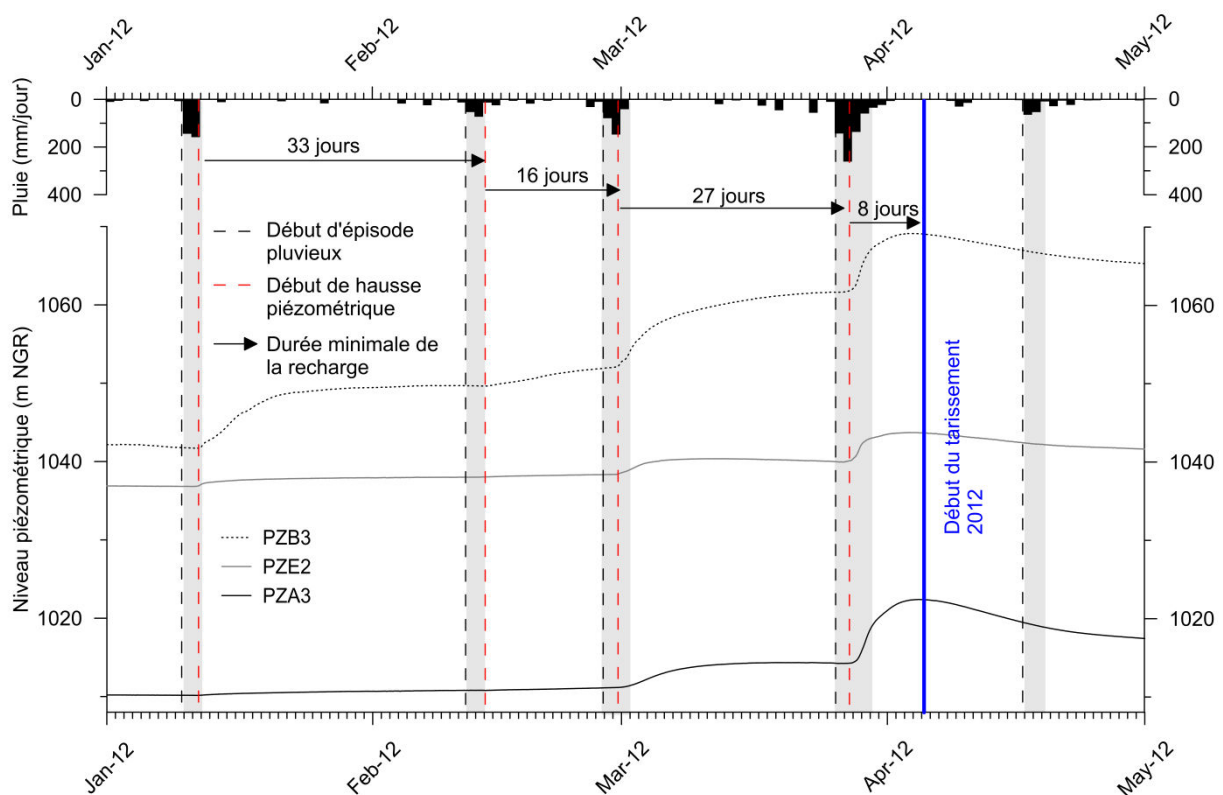 Jan-12
Feb-12
Mar-12
Apr-12
May-12
Pluie (mm/jour)
0
200
400
0
200
400
33 jours
16 jours
27 jours
8 jours
Début d'épisode
pluvieux
Début de hausse
piézométrique
Durée minimale de
la recharge
Niveau piézométrique (m NGR)
1060
1040
1020
1060
1040
1020
Début du tarissement
2012
PZB3
PZE2
PZA3
Jan-12
Feb-12
Mar-12
Apr-12
May-12